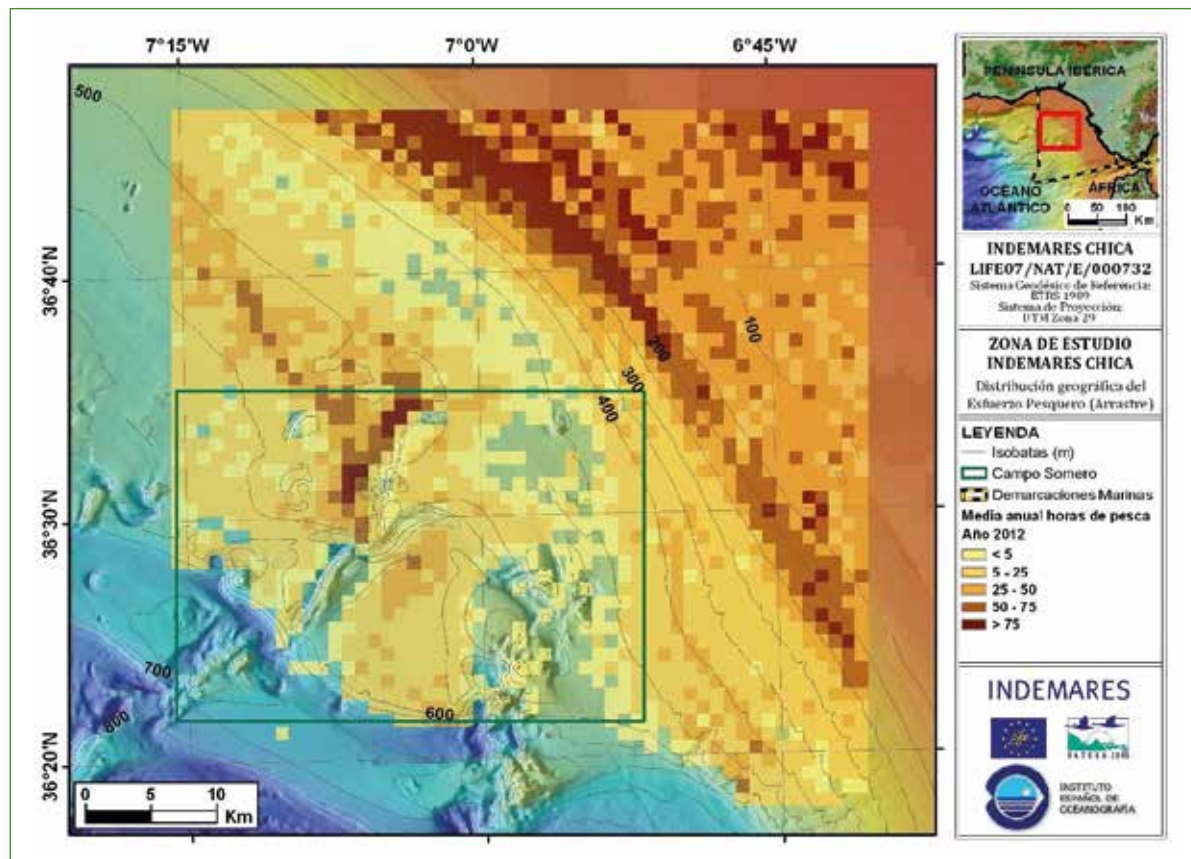 7°15'W 7°0'W 6°45'W
36°40'N
36°30'N
36°20'N
500
100
200
300
400
700
800
600
0 5 10
Km
PENÍNSULA IBÉRICA
OCÉANO
ATLÁNTICO
ÁFRICA
0 50 100
Km
INDEMARES CHICA
LIFE07/NAT/E/000732
Sistema Geodésico de Referencia:
ETRS 1989
Sistema de Proyección:
UTM Zona 29
ZONA DE ESTUDIO
INDEMARES CHICA
Distribución geográfica del
Esfuerzo Pesquero (Arrastre)
LEYENDA
Isobatas (m)
Campo Somero
Demarcaciones Marinas
Media anual horas de pesca
Año 2012
< 5
5 - 25
25 - 50
50 - 75
> 75
INDEMARES
NATURA 2000
INSTITUTO
ESPAÑOL DE
OCEANOGRAFÍA